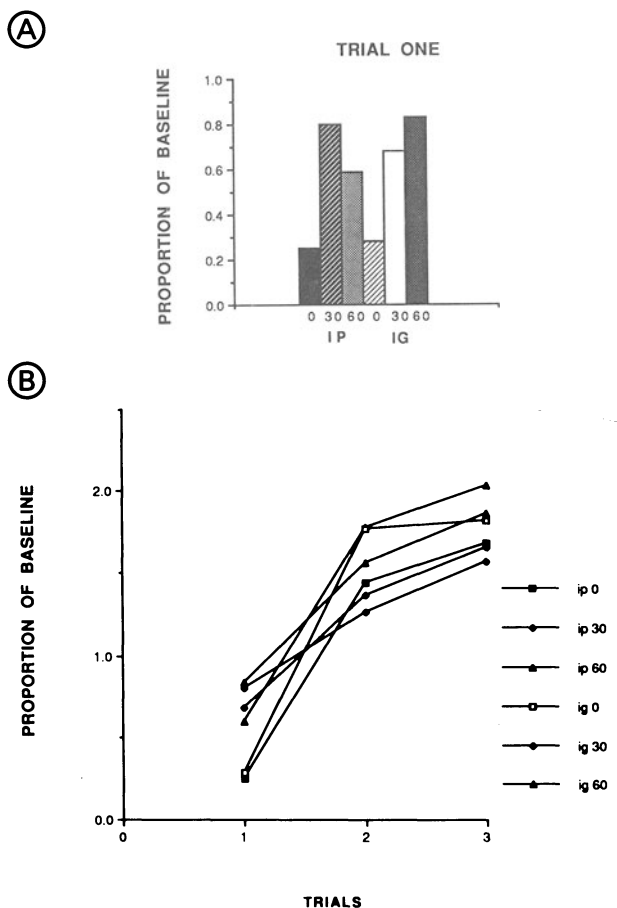 A
TRIAL ONE
PROPORTION OF BASELINE
1.0
0.8
0.6
0.4
0.2
0.0
0 30 60 0 30 60
IP IG
B
PROPORTION OF BASELINE
2.0
1.0
0.0
0 1 2 3
TRIALS
ip 0
ip 30
ip 60
ig 0
ig 30
ig 60